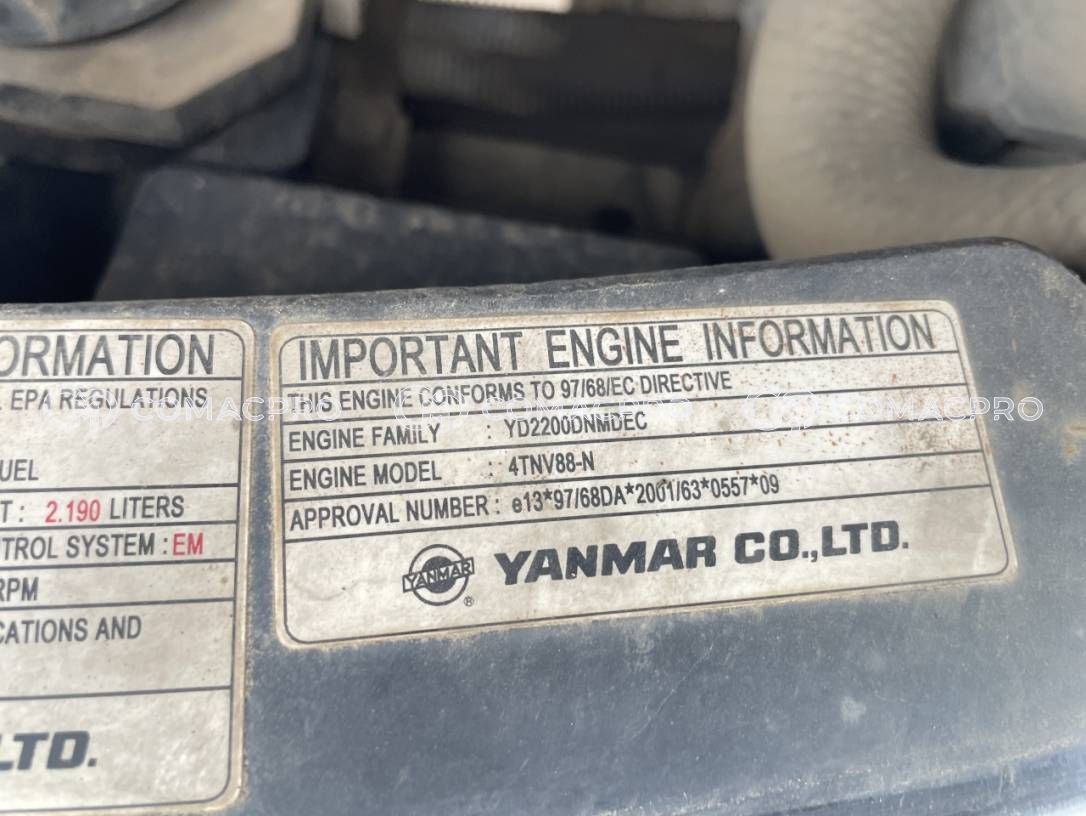 ORMATION
EPA REGULATIONS
UEL
T : 2.190 LITERS
TROL SYSTEM : EM
RPM
CATIONS AND
LTD.
IMPORTANT ENGINE INFORMATION
THIS ENGINE CONFORMS TO 97/68/EC DIRECTIVE
ENGINE FAMILY : YD2200DNMDEC
ENGINE MODEL : 4TNV88-N
APPROVAL NUMBER : e13*97/68DA*2001/63*0557*09
YANMAR ® YANMAR CO.,LTD.
COMACPRO COMACPRO COMACPRO